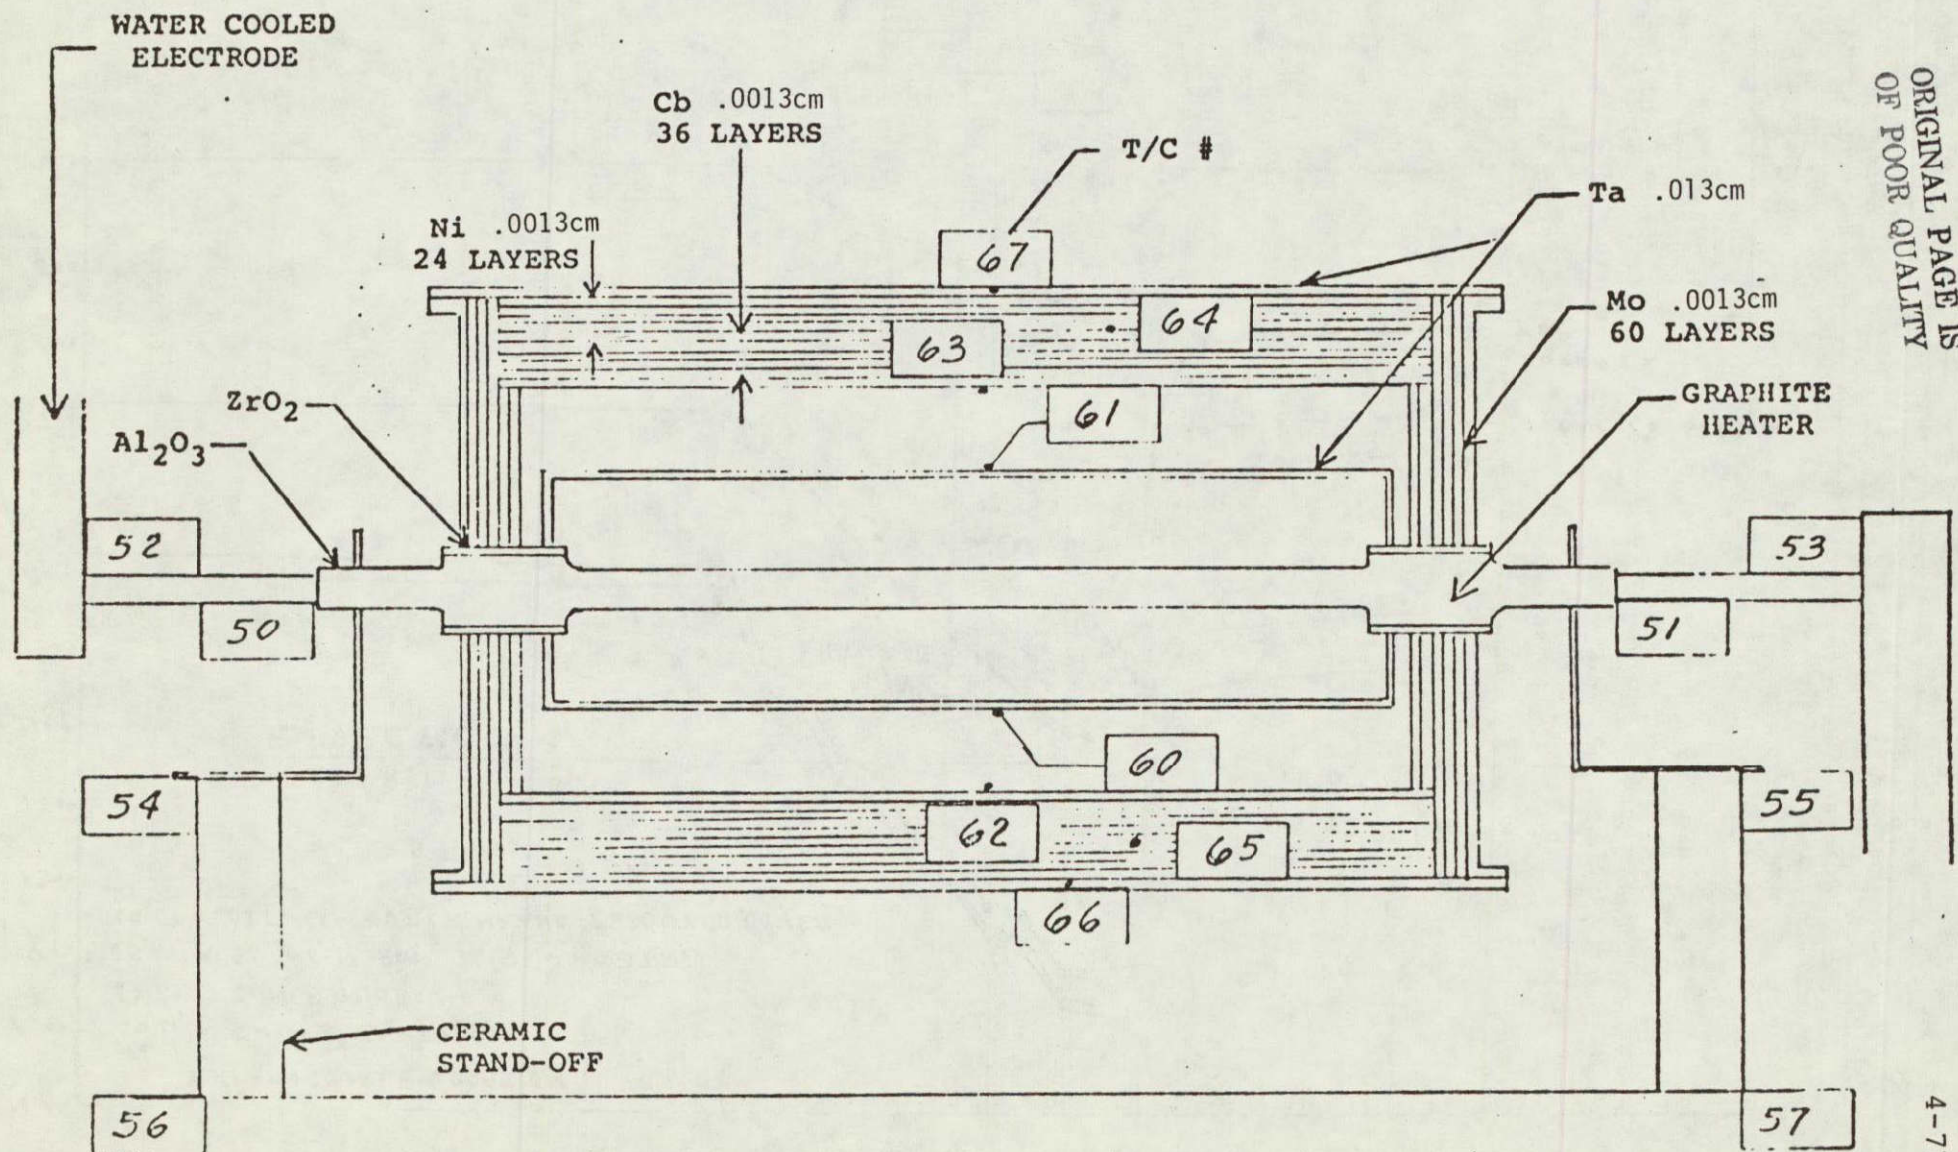 WATER COOLED
ELECTRODE
Cb .0013cm
36 LAYERS
T/C #
Ta .013cm
ORIGINAL PAGE IS
OF POOR QUALITY
Ni .0013cm
24 LAYERS
67
Mo .0013cm
60 LAYERS
64
63
ZrO₂
61
GRAPHITE
HEATER
Al₂O₃
52
53
50
51
60
54
55
62
65
66
CERAMIC
STAND-OFF
56
57
4-7